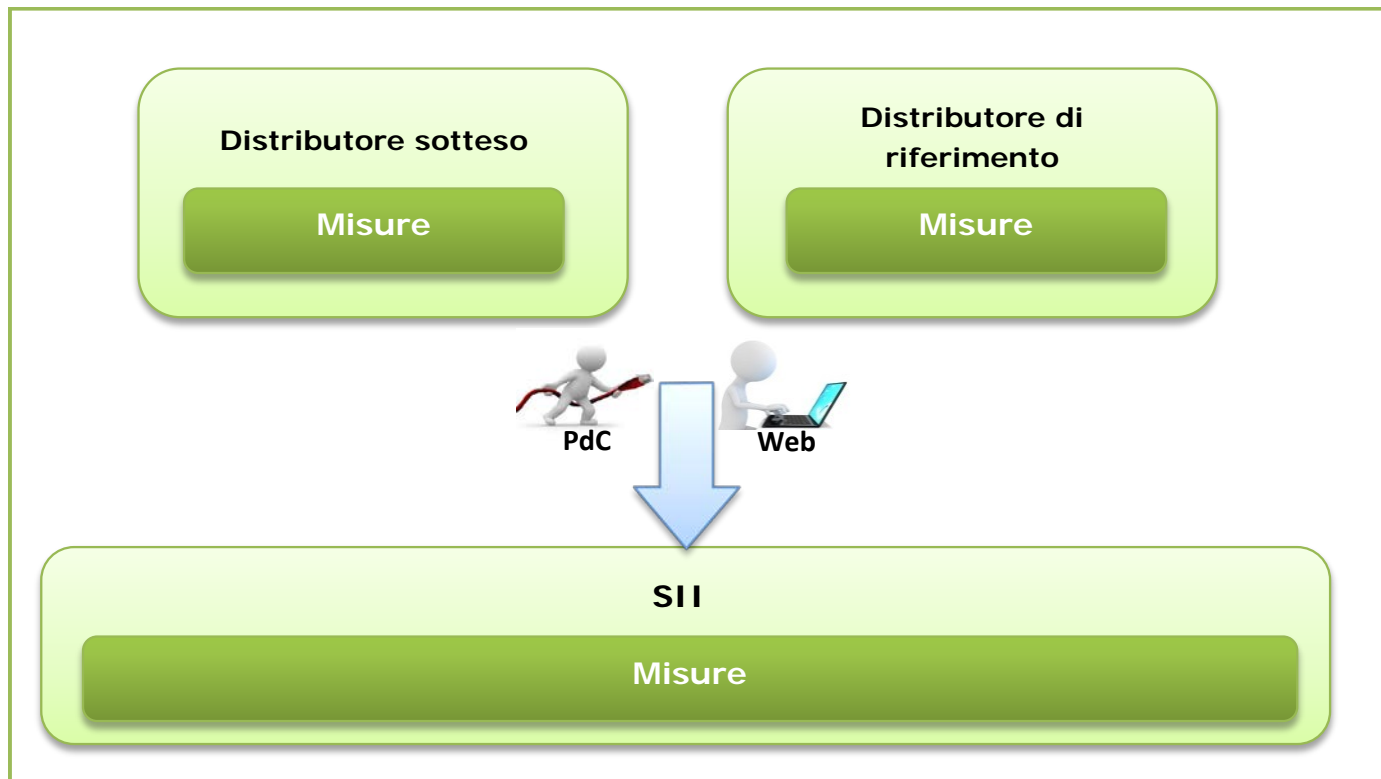 Distributore sotteso
Misure
Distributore di
riferimento
Misure
PdC
Web
SII
Misure